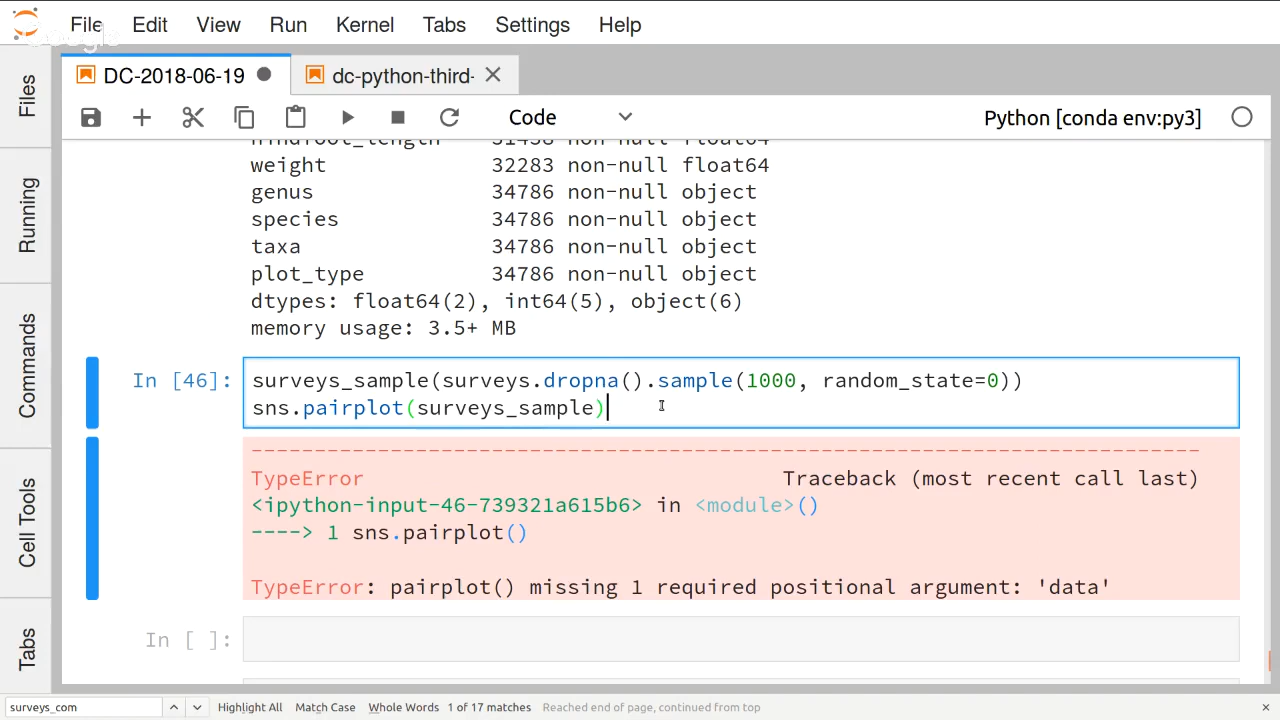 File Edit View Run Kernel Tabs Settings Help
Google
DC-2018-06-19 dc-python-third-
Code Python [conda env:py3]
Files
Running
Commands
Cell Tools
Tabs
hindfoot_length 31438 non-null float64
weight 32283 non-null float64
genus 34786 non-null object
species 34786 non-null object
taxa 34786 non-null object
plot_type 34786 non-null object
dtypes: float64(2), int64(5), object(6)
memory usage: 3.5+ MB
In [46]: surveys_sample(surveys.dropna().sample(1000, random_state=0))
sns.pairplot(surveys_sample)
---------------------------------------------------------------------------
TypeError Traceback (most recent call last)
<ipython-input-46-739321a615b6> in <module>()
----> 1 sns.pairplot()
TypeError: pairplot() missing 1 required positional argument: 'data'
In [ ]:
surveys_com Highlight All Match Case Whole Words 1 of 17 matches Reached end of page, continued from top